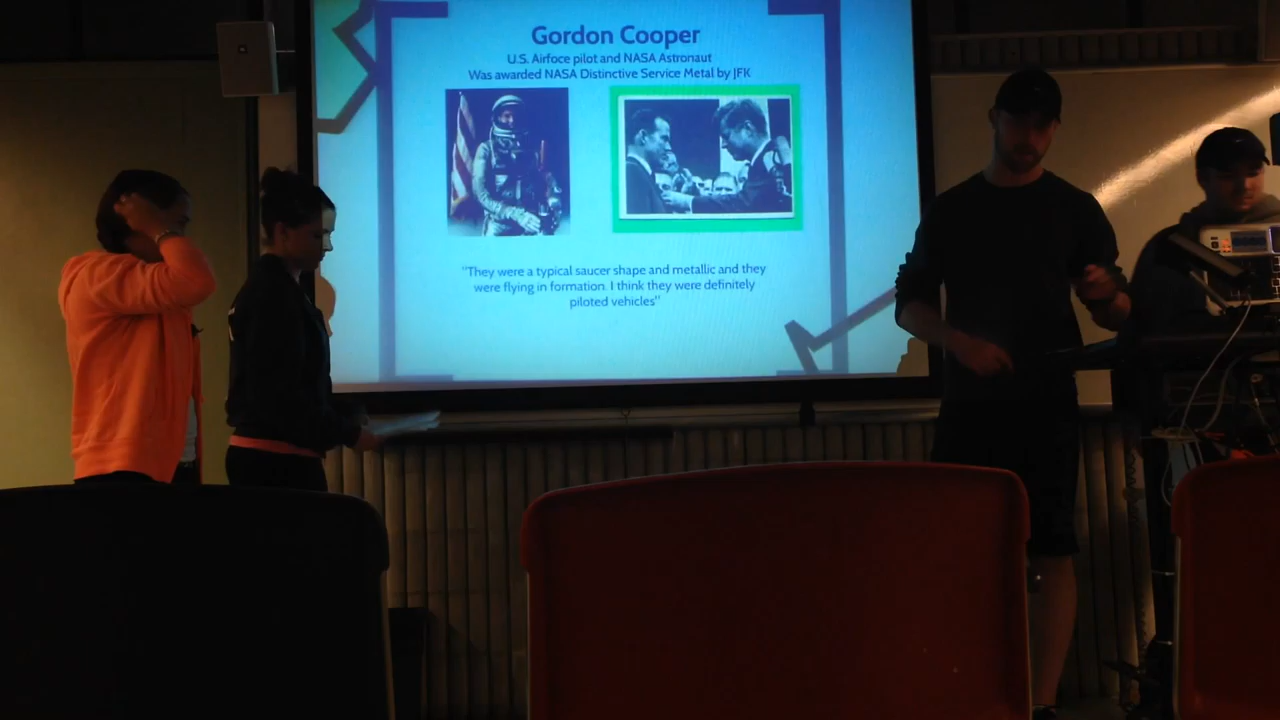 Gordon Cooper
U.S. Airfoce pilot and NASA Astronaut
Was awarded NASA Distinctive Service Metal by JFK
"They were a typical saucer shape and metallic and they
were flying in formation. I think they were definitely
piloted vehicles"